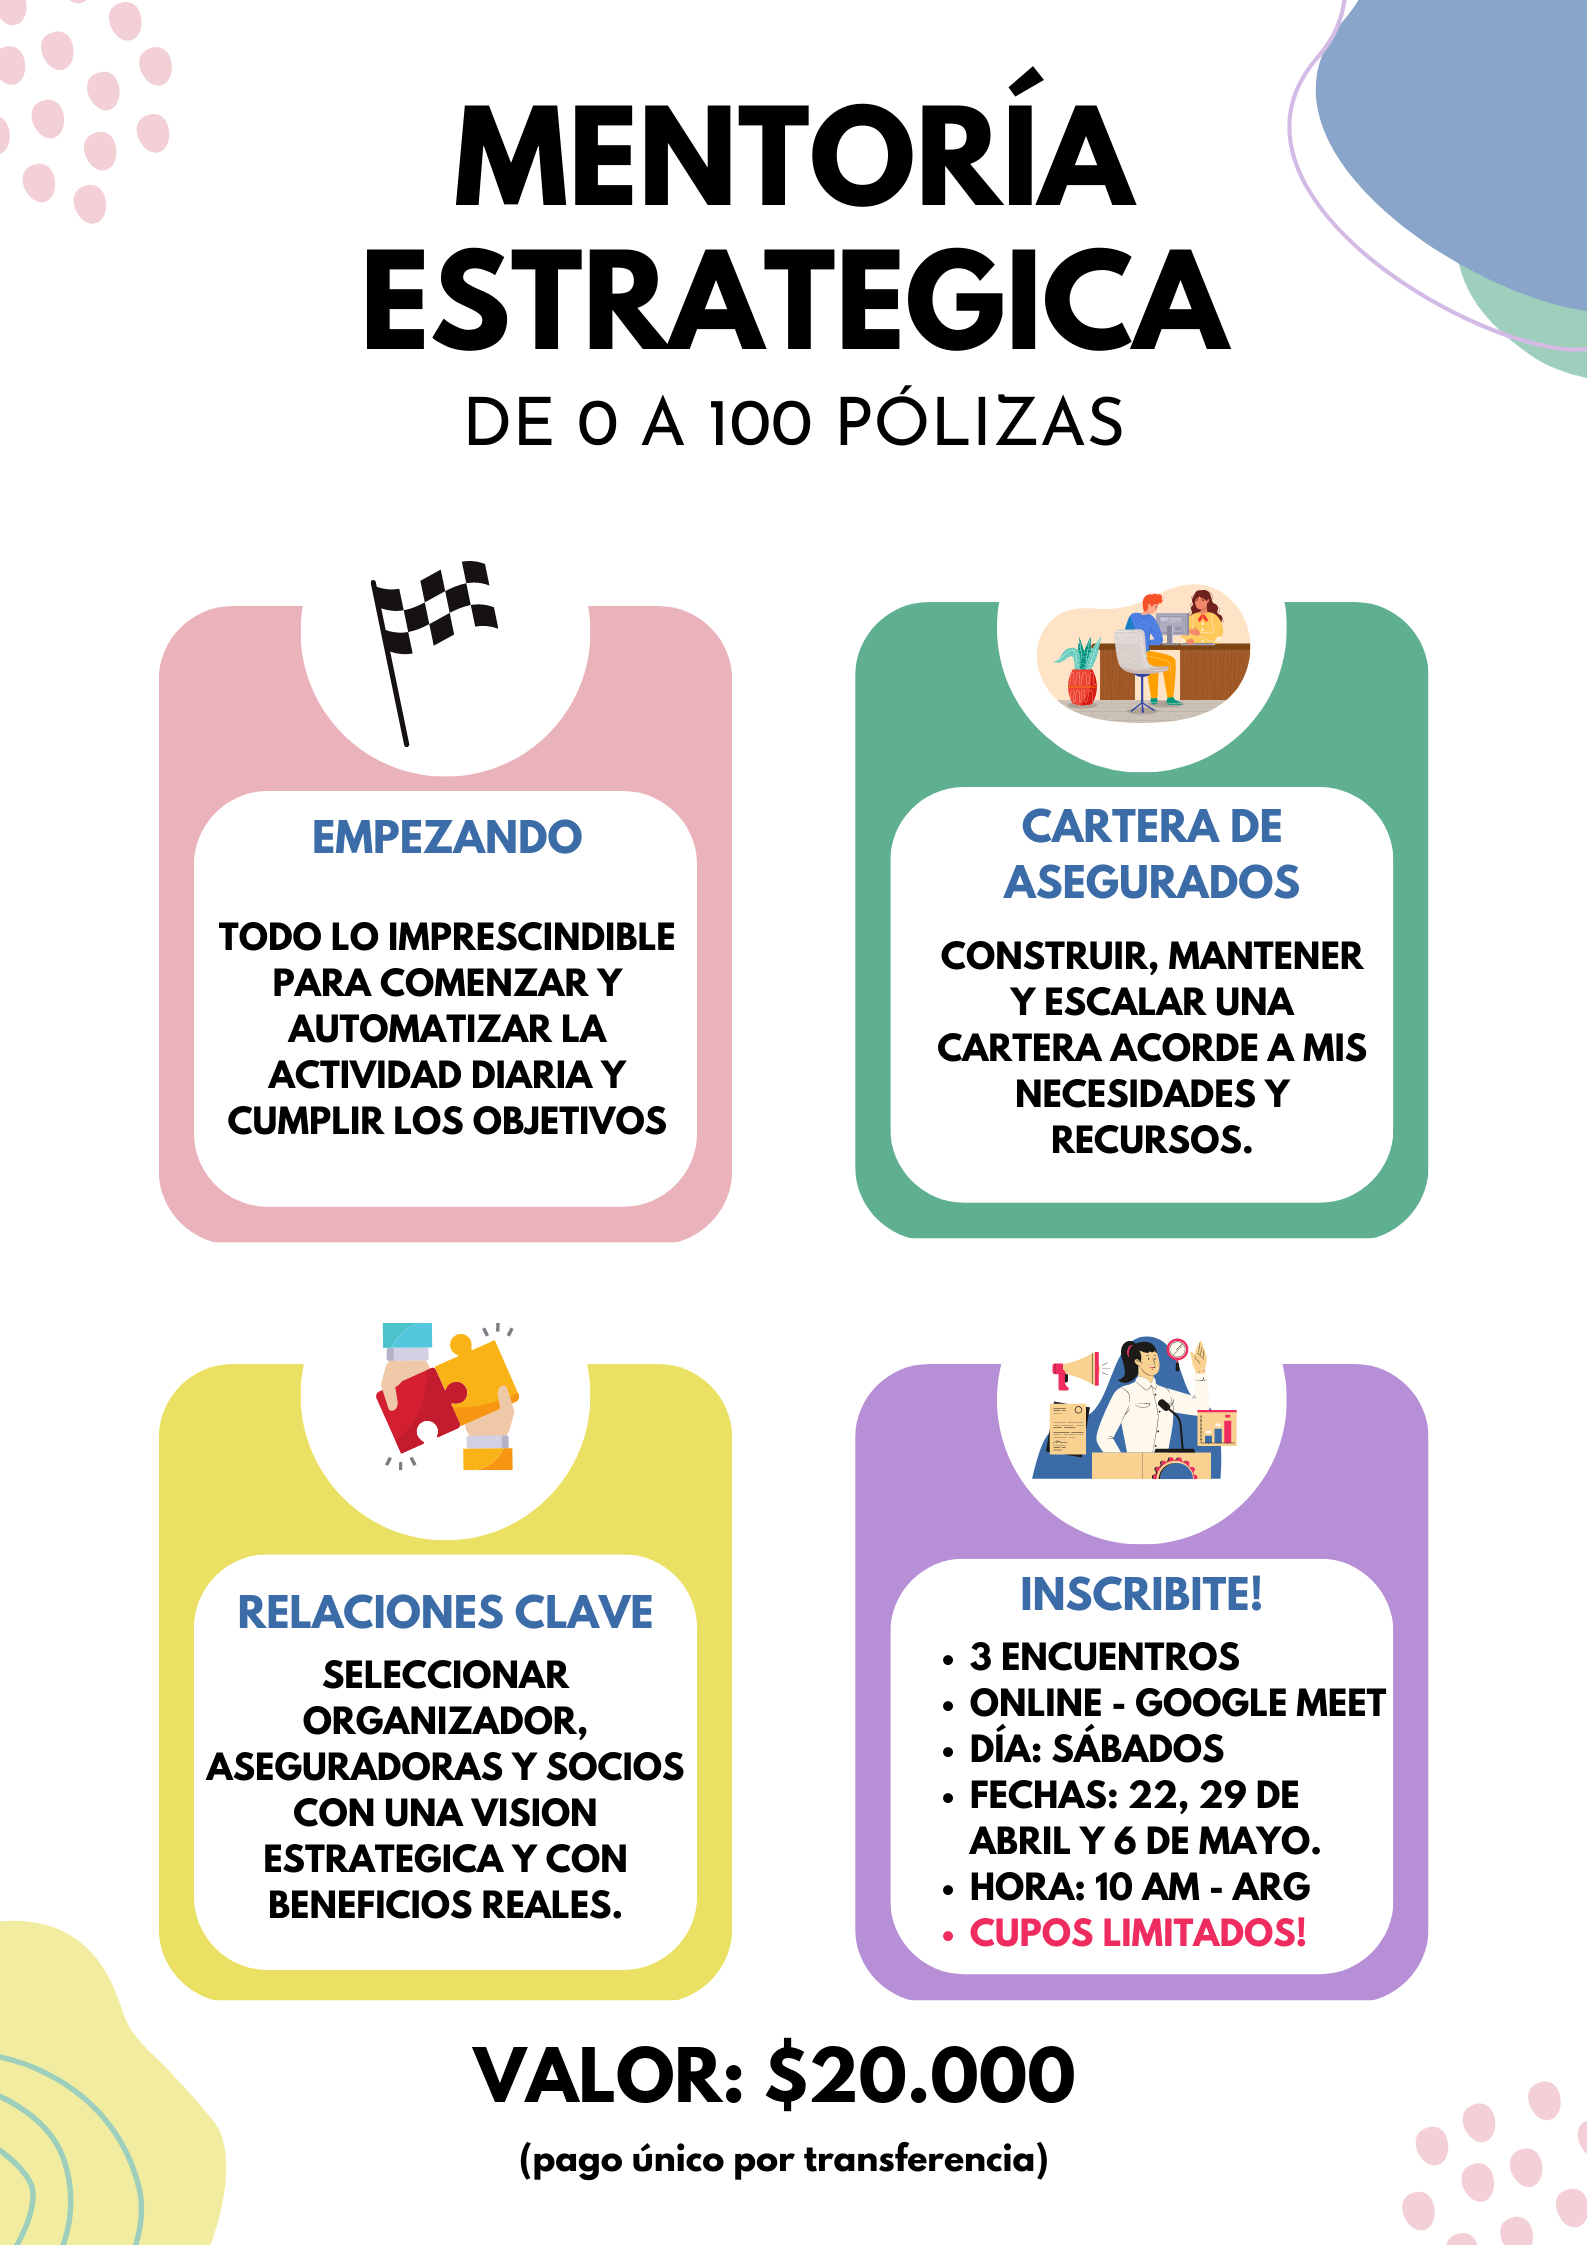 MENTORÍA
ESTRATEGICA
DE 0 A 100 PÓLIZAS
EMPEZANDO
TODO LO IMPRESCINDIBLE
PARA COMENZAR Y
AUTOMATIZAR LA
ACTIVIDAD DIARIA Y
CUMPLIR LOS OBJETIVOS
CARTERA DE
ASEGURADOS
CONSTRUIR, MANTENER
Y ESCALAR UNA
CARTERA ACORDE A MIS
NECESIDADES Y
RECURSOS.
RELACIONES CLAVE
SELECCIONAR
ORGANIZADOR,
ASEGURADORAS Y SOCIOS
CON UNA VISION
ESTRATEGICA Y CON
BENEFICIOS REALES.
INSCRIBITE!
• 3 ENCUENTROS
• ONLINE - GOOGLE MEET
• DÍA: SÁBADOS
• FECHAS: 22, 29 DE
ABRIL Y 6 DE MAYO.
• HORA: 10 AM - ARG
• CUPOS LIMITADOS!
VALOR: $20.000
(pago único por transferencia)